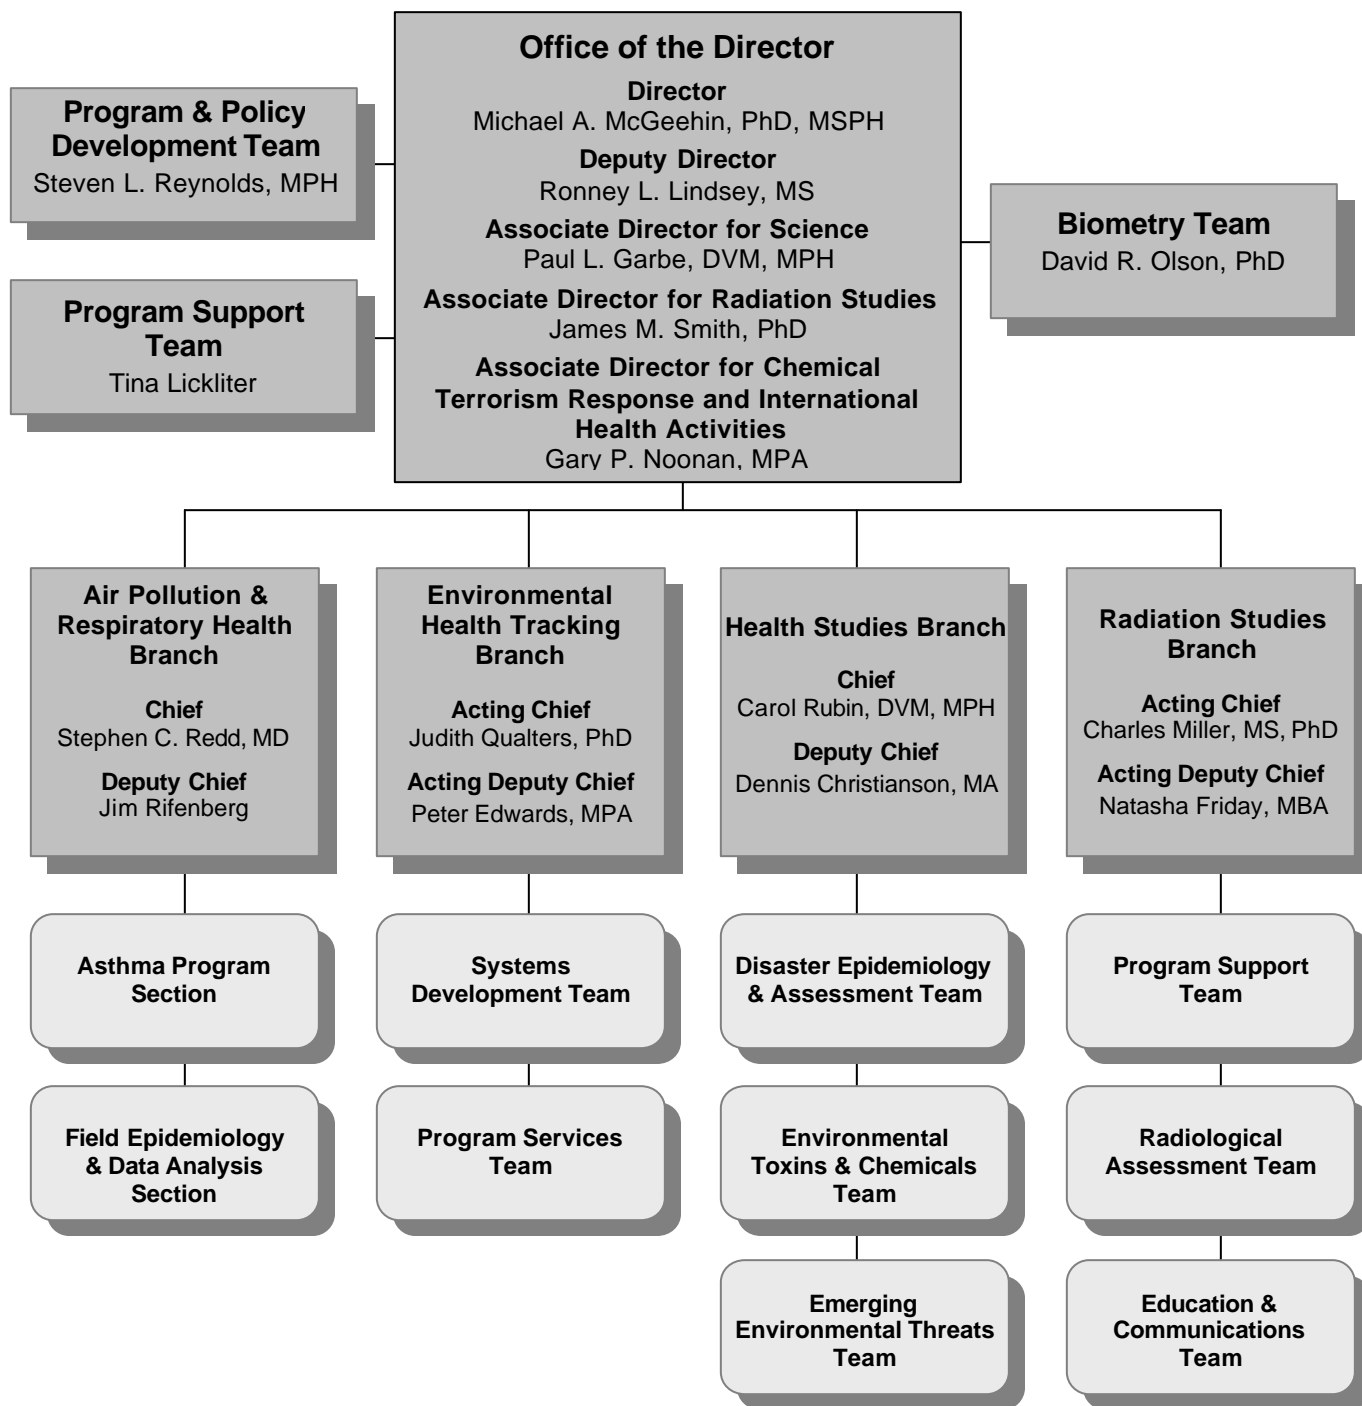 Office of the Director
Director
Michael A. McGeehin, PhD, MSPH
Deputy Director
Ronney L. Lindsey, MS
Associate Director for Science
Paul L. Garbe, DVM, MPH
Associate Director for Radiation Studies
James M. Smith, PhD
Associate Director for Chemical
Terrorism Response and International
Health Activities
Gary P. Noonan, MPA
Program & Policy
Development Team
Steven L. Reynolds, MPH
Program Support
Team
Tina Lickliter
Biometry Team
David R. Olson, PhD
Air Pollution &
Respiratory Health
Branch
Chief
Stephen C. Redd, MD
Deputy Chief
Jim Rifenberg
Environmental
Health Tracking
Branch
Acting Chief
Judith Qualters, PhD
Acting Deputy Chief
Peter Edwards, MPA
Health Studies Branch
Chief
Carol Rubin, DVM, MPH
Deputy Chief
Dennis Christianson, MA
Radiation Studies
Branch
Acting Chief
Charles Miller, MS, PhD
Acting Deputy Chief
Natasha Friday, MBA
Asthma Program
Section
Systems
Development Team
Disaster Epidemiology
& Assessment Team
Program Support
Team
Field Epidemiology
& Data Analysis
Section
Program Services
Team
Environmental
Toxins & Chemicals
Team
Radiological
Assessment Team
Emerging
Environmental Threats
Team
Education &
Communications
Team